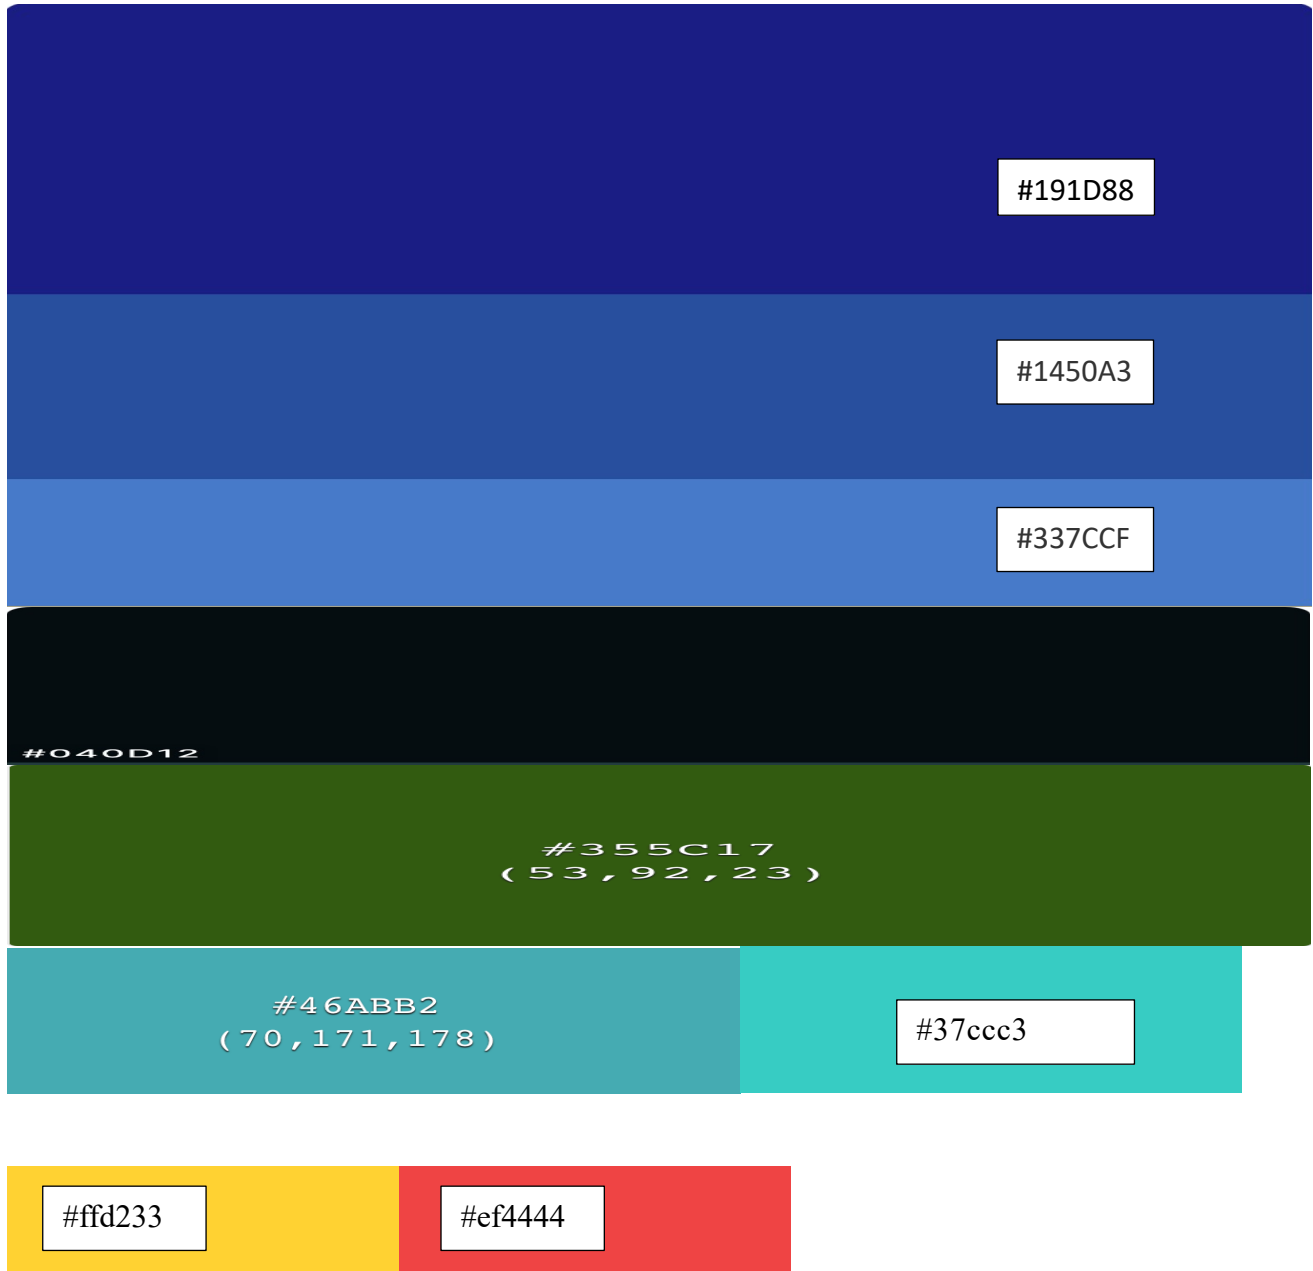 #191D88
#1450A3
#337CCF
#040D12
#355C17
(53,92,23)
#46ABB2
(70,171,178)
#37ccc3
#ffd233
#ef4444